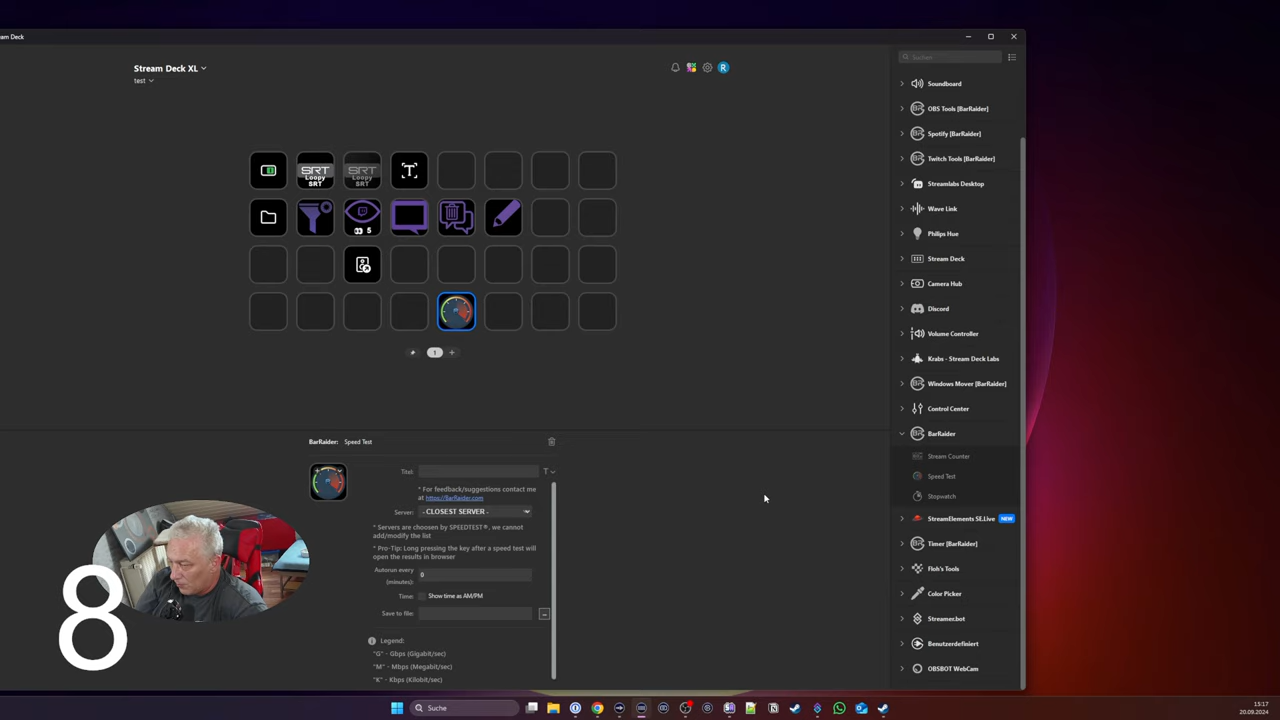 am Deck
Stream Deck XL
test
R
Suchen
Soundboard
OBS Tools [BarRaider]
Spotify [BarRaider]
Twitch Tools [BarRaider]
Streamlabs Desktop
Wave Link
Philips Hue
Stream Deck
Camera Hub
Discord
Volume Controller
Krabs - Stream Deck Labs
Windows Mover [BarRaider]
Control Center
BarRaider
Stream Counter
Speed Test
Stopwatch
StreamElements SE.Live NEW
Timer [BarRaider]
Floh's Tools
Color Picker
Streamer.bot
Benutzerdefiniert
OBSBOT WebCam
SRT
Loopy
SRT
SRT
Loopy
SRT
T
5
1
BarRaider: Speed Test
Titel:
T
* For feedback/suggestions contact me
at https://BarRaider.com
Server: - CLOSEST SERVER -
* Servers are choosen by SPEEDTEST®, we cannot
add/modify the list
* Pro-Tip: Long pressing the key after a speed test will
open the results in browser
Autorun every
(minutes):
0
Time: Show time as AM/PM
Save to file: ...
Legend:
"G" - Gbps (Gigabit/sec)
"M" - Mbps (Megabit/sec)
"K" - Kbps (Kilobit/sec)
8
Suche
15:17
20.09.2024